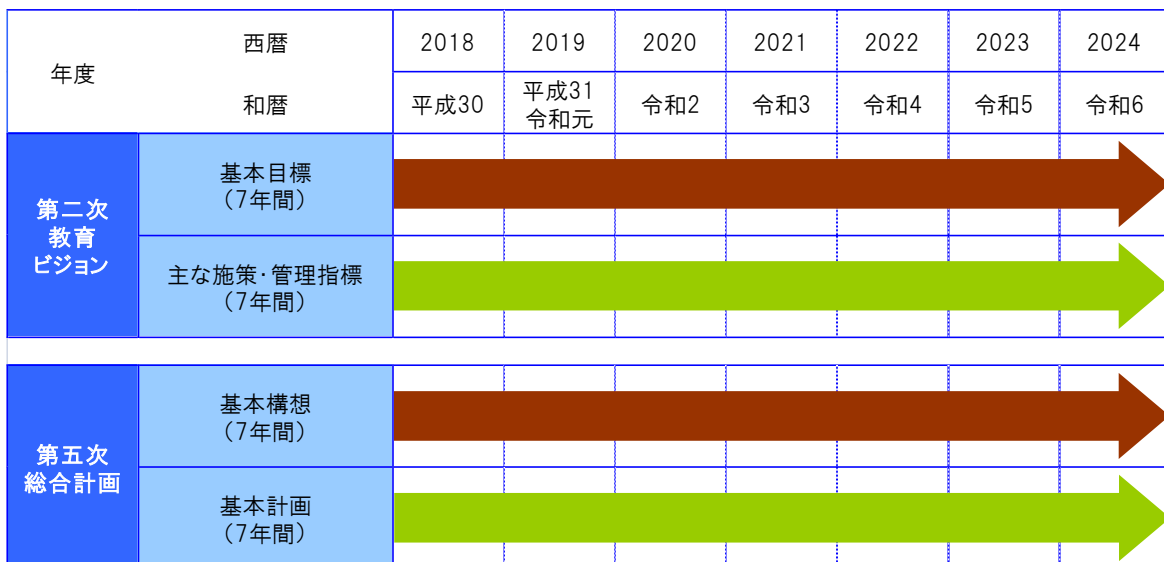 年度
西暦
2018 2019 2020 2021 2022 2023 2024
和暦
平成30 平成31 令和元 令和2 令和3 令和4 令和5 令和6
第二次
教育
ビジョン
基本目標
（7年間）
主な施策・管理指標
（7年間）
第五次
総合計画
基本構想
（7年間）
基本計画
（7年間）